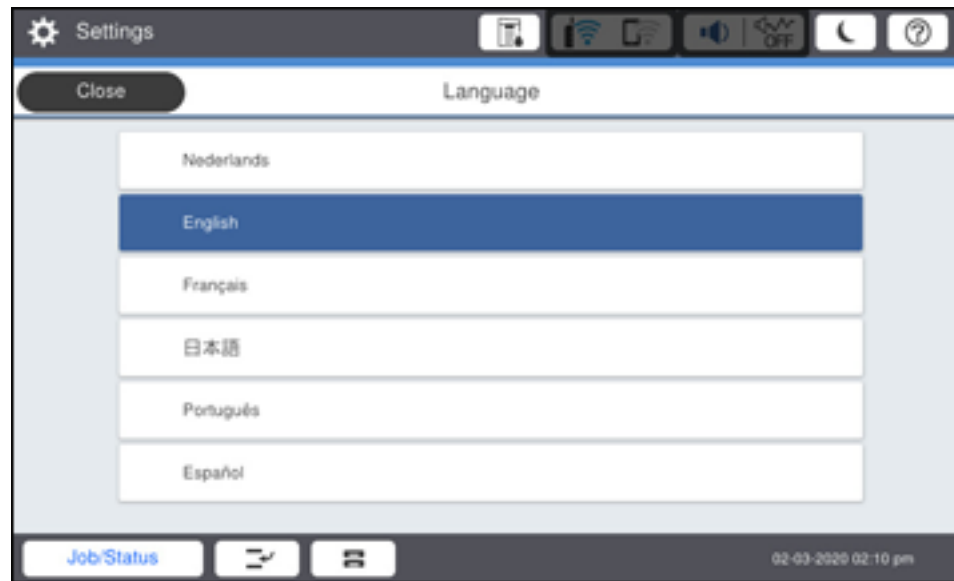 Settings
OFF
Close
Language
Nederlands
English
Français
日本語
Português
Español
Job/Status
02-03-2020 02:10 pm